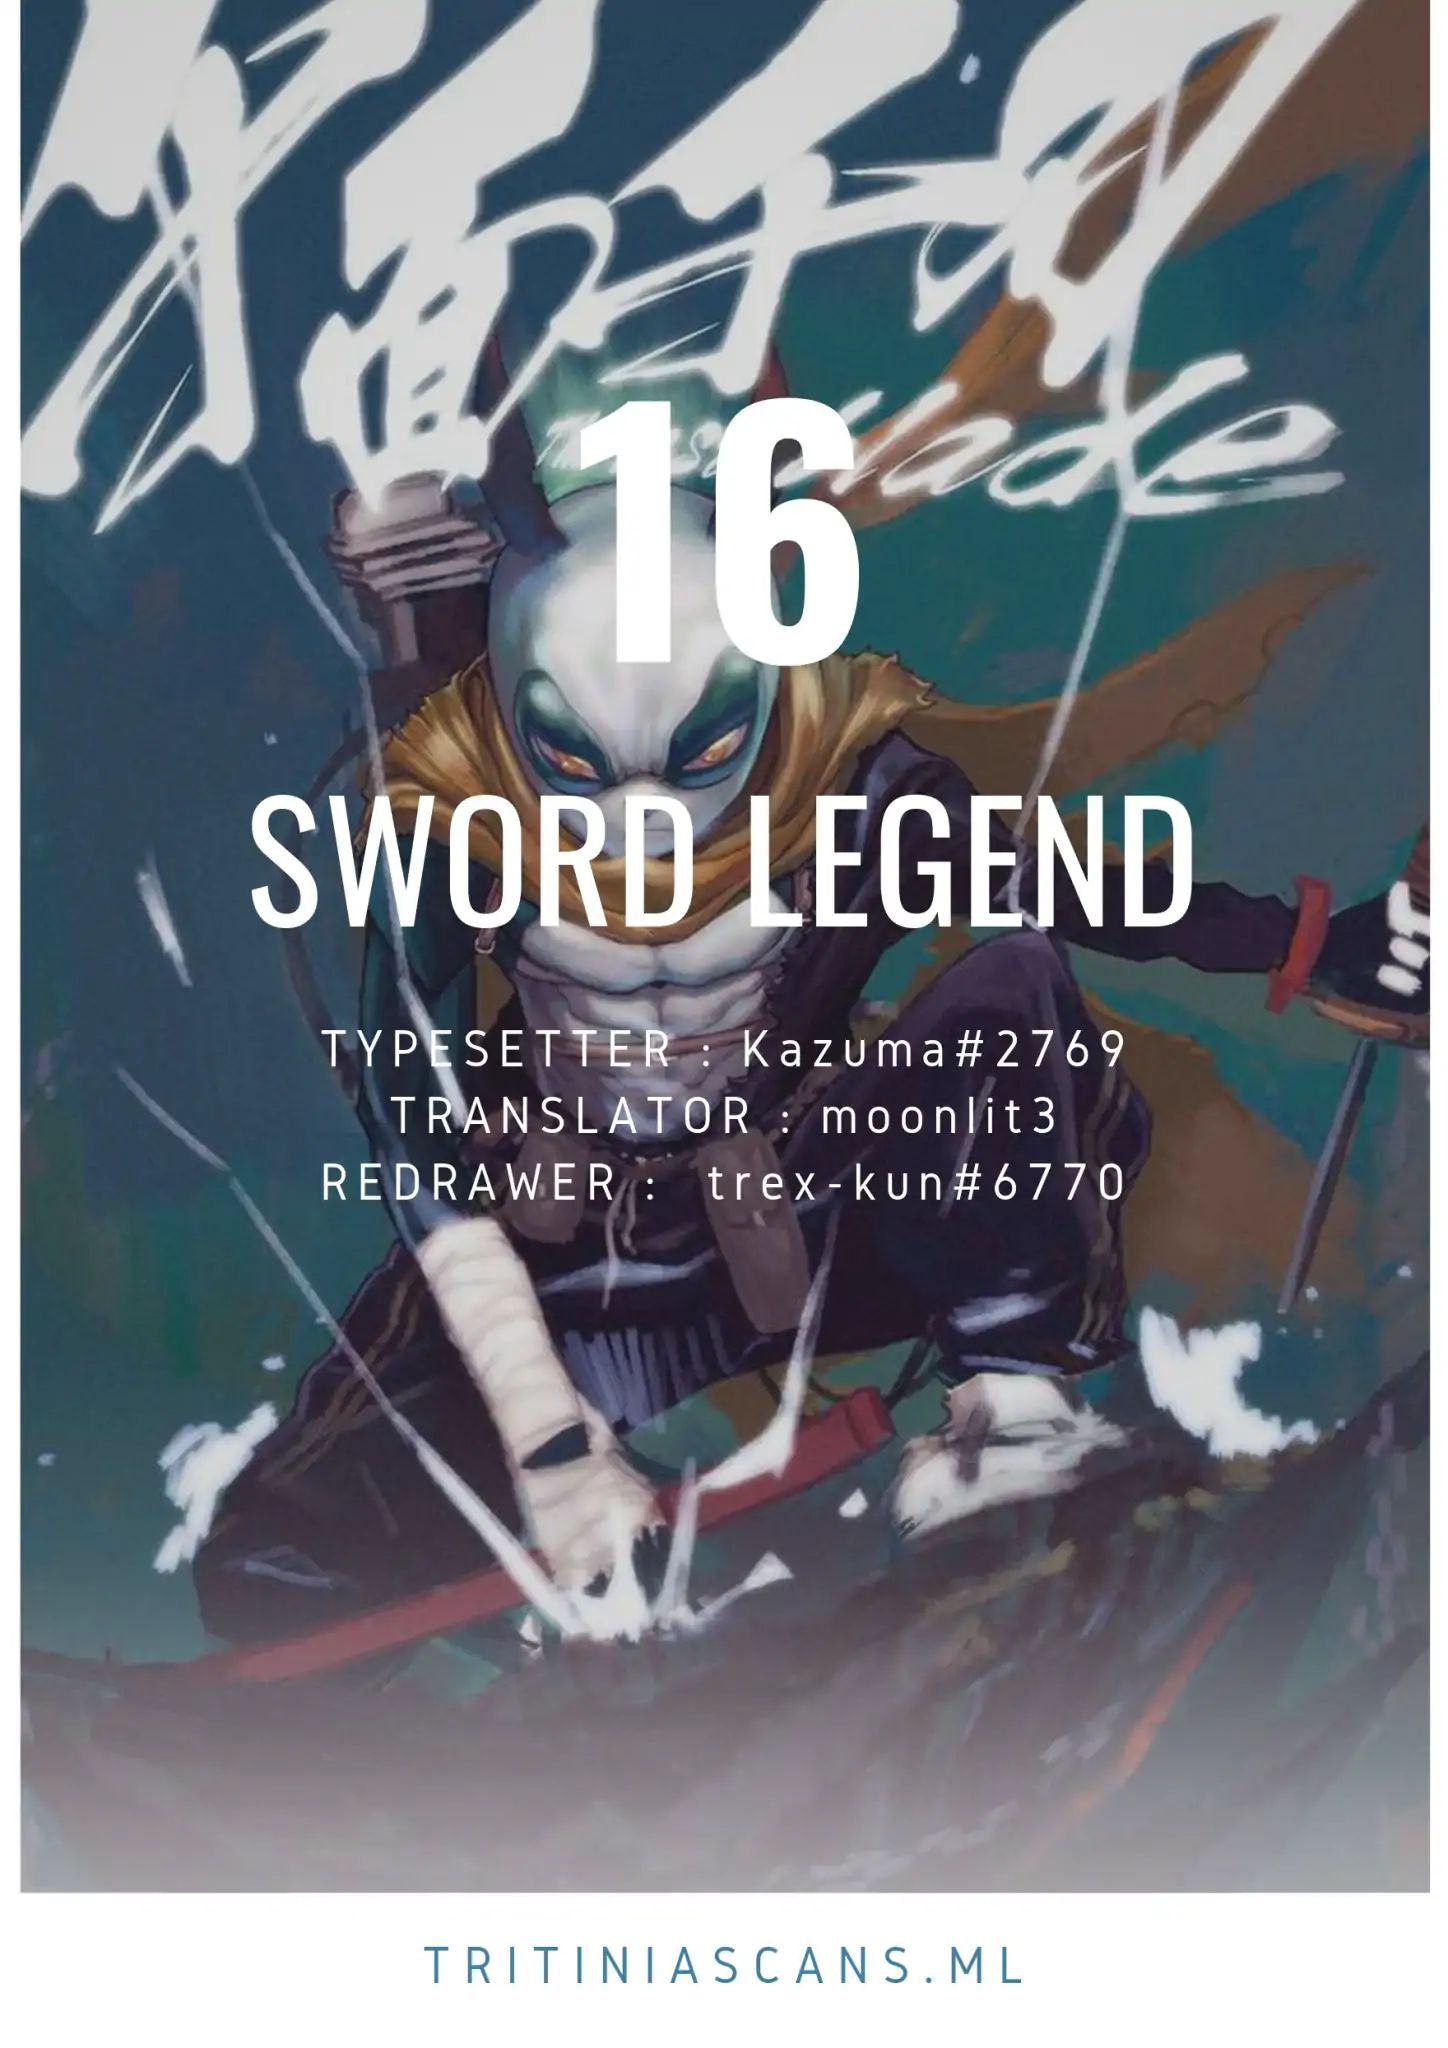 16
SWORD LEGEND
TYPESETTER : Kazuma#2769
TRANSLATOR : moonlit3
REDRAWER : trex-kun#6770
TRITINIASCANS.ML